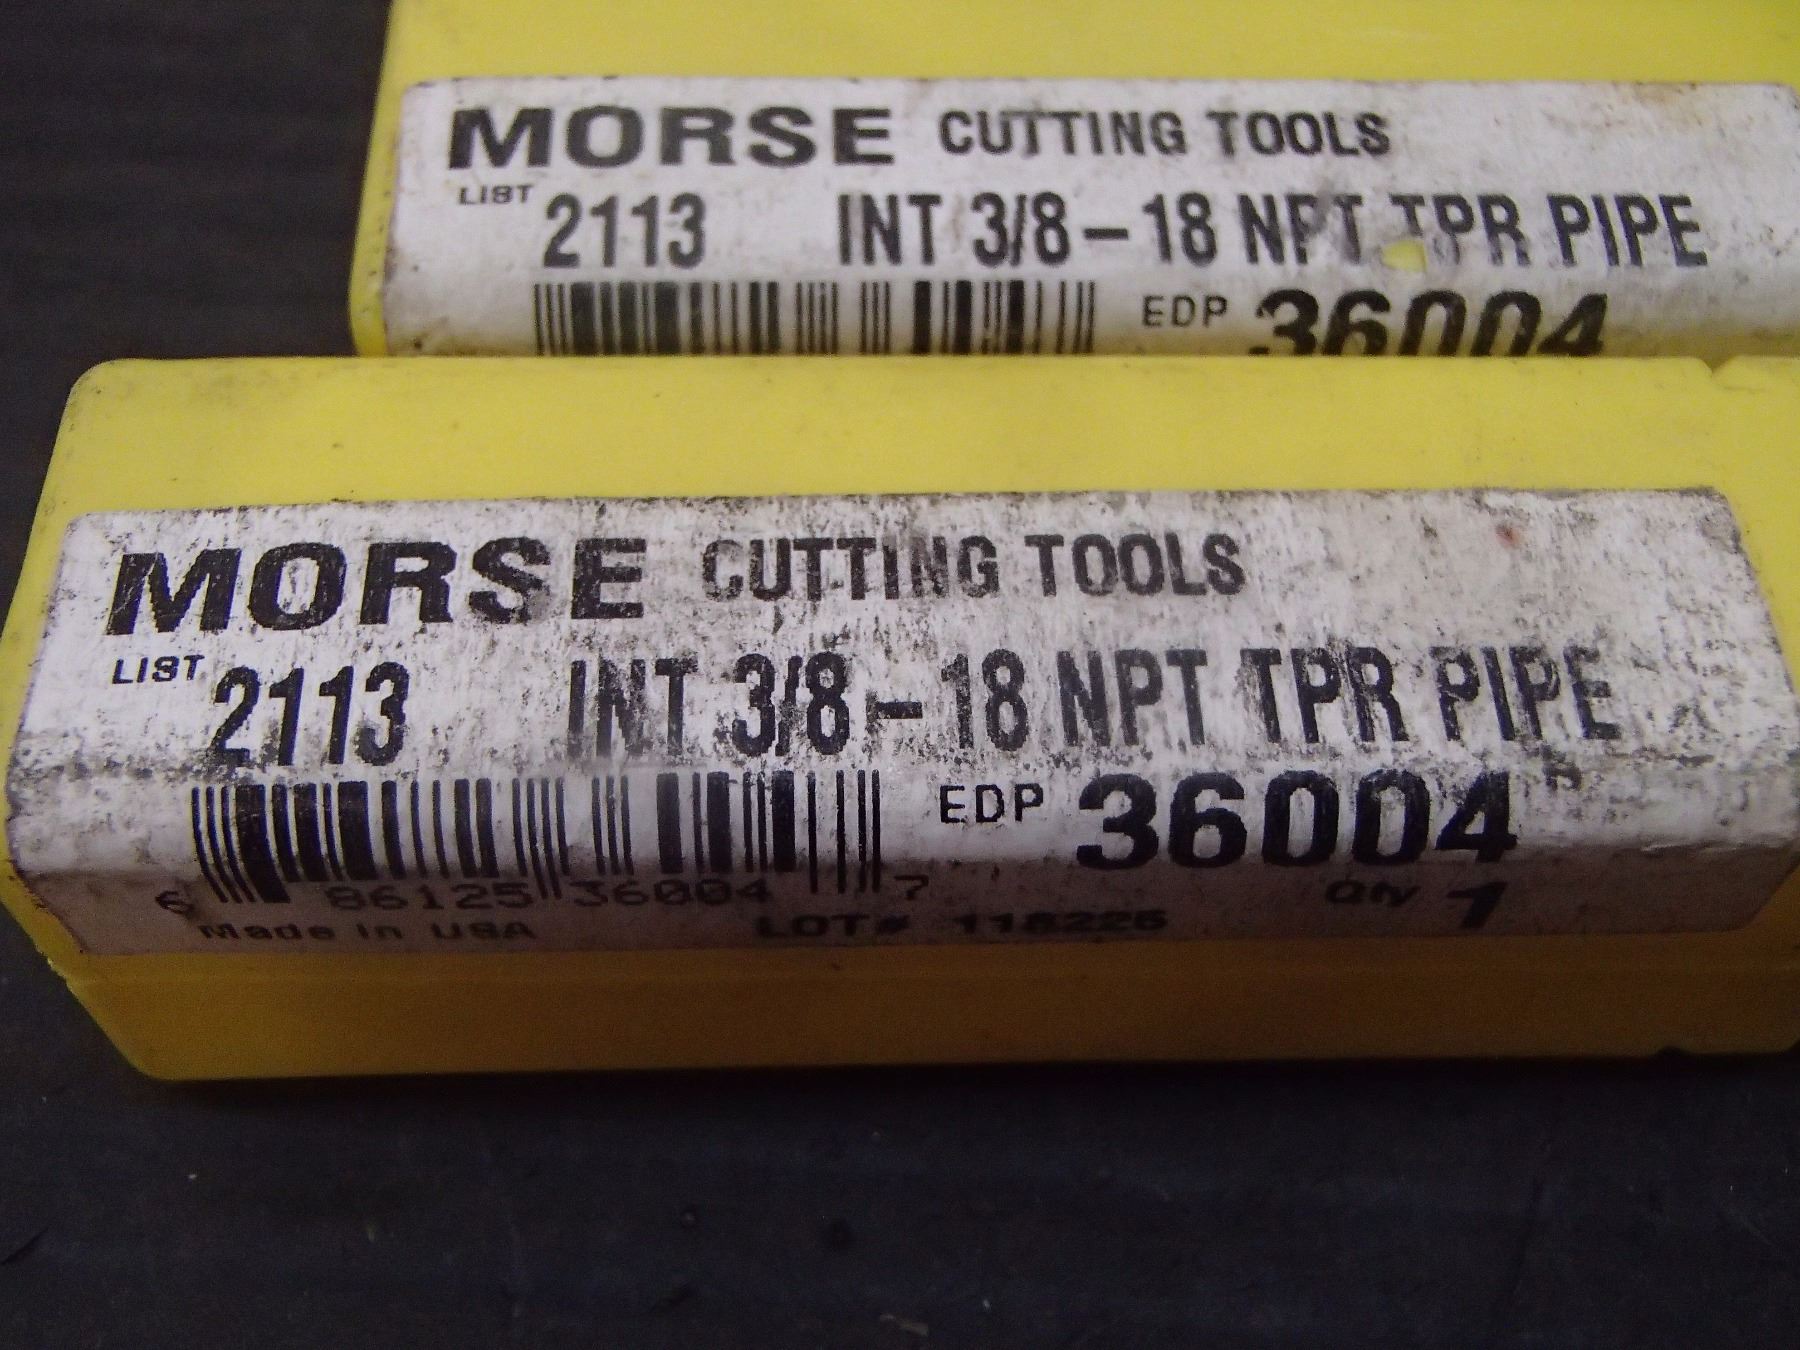 MORSE CUTTING TOOLS
LIST 2113 INT 3/8-18 NPT TPR PIPE
EDP 36004
MORSE CUTTING TOOLS
LIST 2113 INT 3/8-18 NPT TPR PIPE
EDP 36004
6 86125 36004 7
Qty 1
Made in USA LOT#